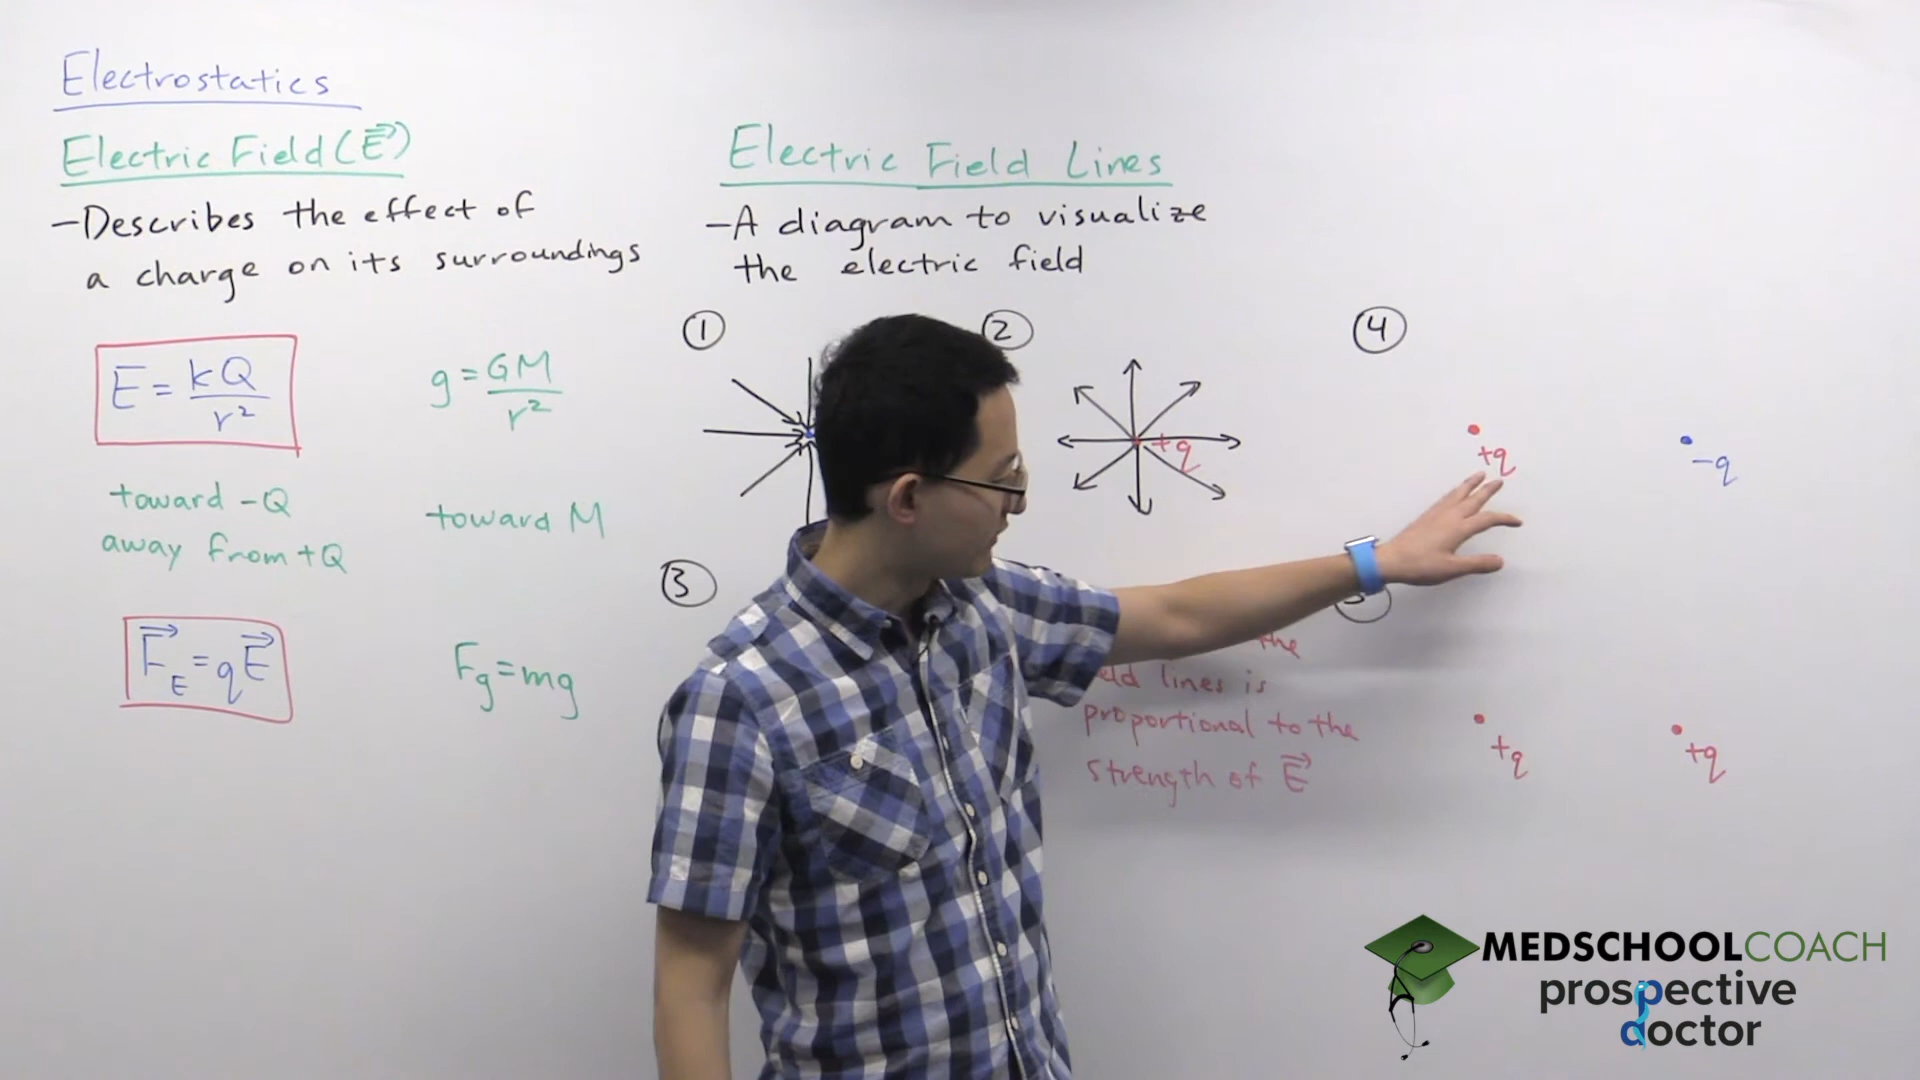 Electrostatics
Electric Field (E)
-Describes the effect of
a charge on its surroundings
E = kQ/r²
g = GM/r²
toward -Q
away from +Q
toward M
F_E = qE
Fg = mg
Electric Field Lines
-A diagram to visualize
the electric field
1
2
+q
3
the
lines is
proportional to the
strength of E
4
+q
-q
+q
+q
MEDSCHOOLCOACH
prospective
doctor